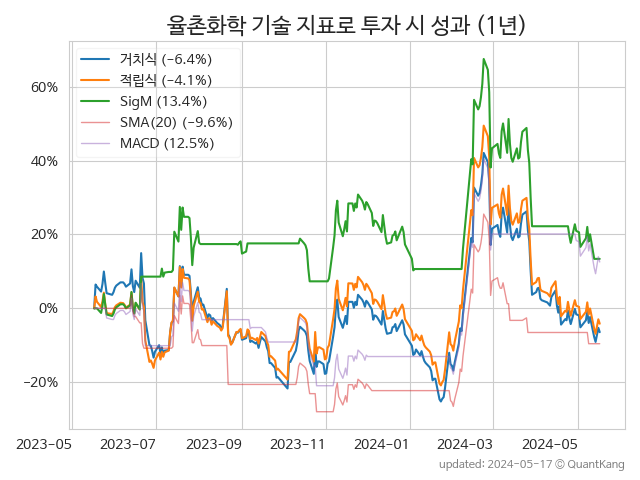 율촌화학 기술 지표로 투자 시 성과 (1년)
거치식 (−6.4%)
적립식 (−4.1%)
SigM (13.4%)
SMA(20) (−9.6%)
MACD (12.5%)
60%
40%
20%
0%
−20%
2023-05 2023-07 2023-09 2023-11 2024-01 2024-03 2024-05
updated: 2024-05-17 © QuantKang